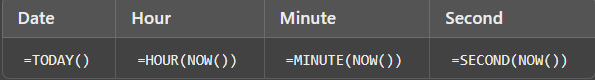 Date Hour Minute Second
=TODAY() =HOUR(NOW()) =MINUTE(NOW()) =SECOND(NOW())